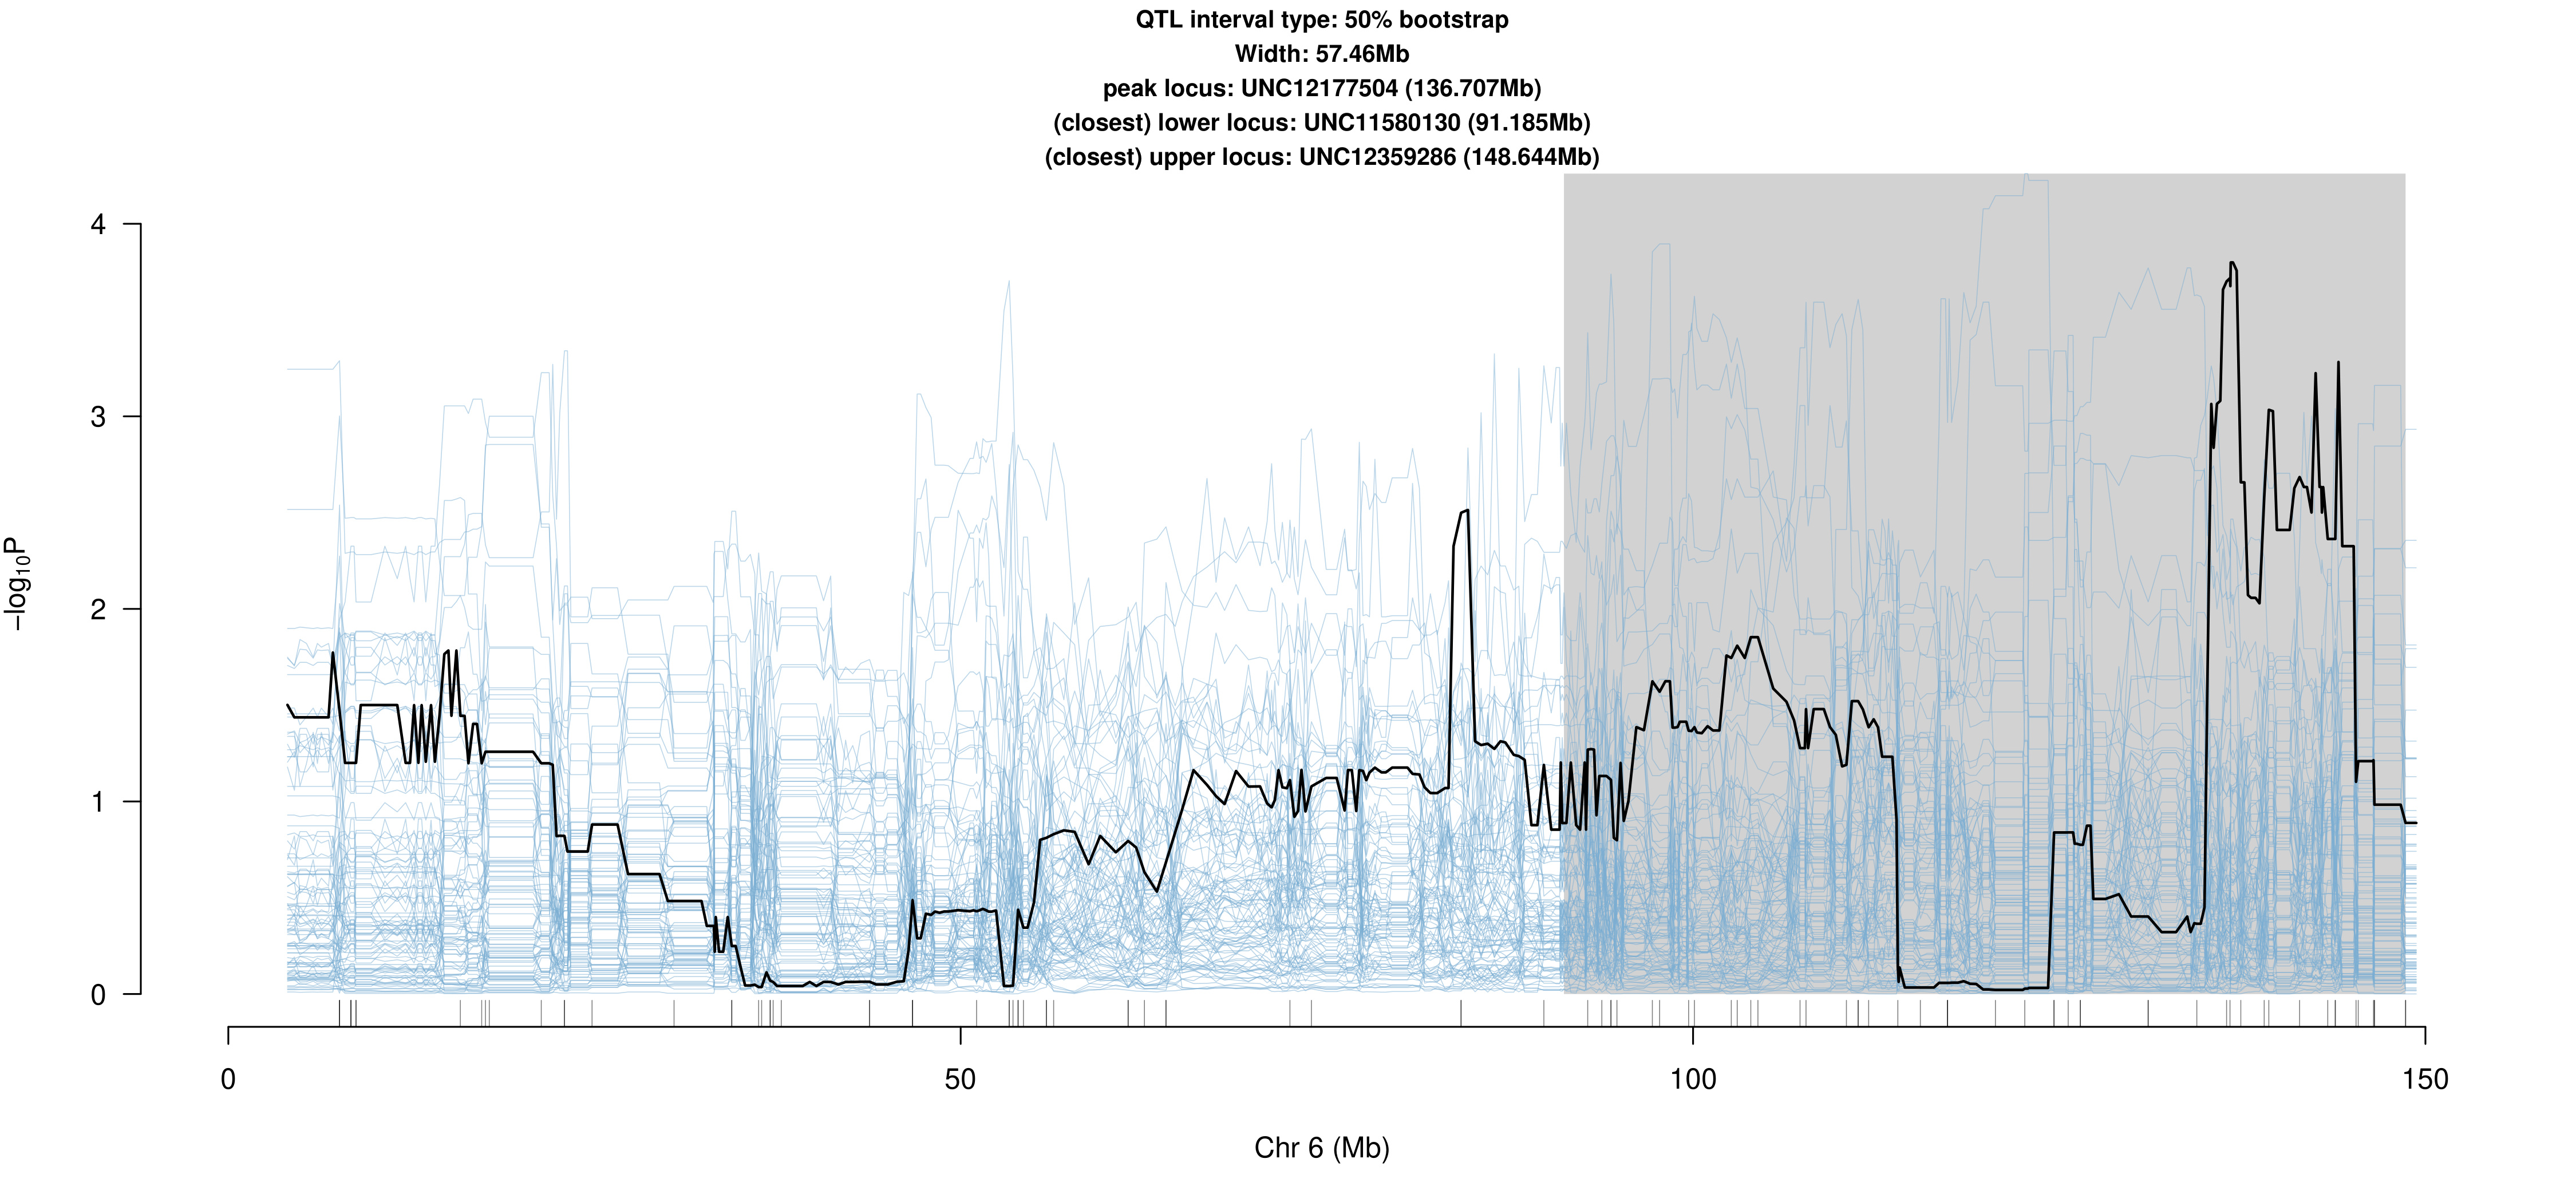 QTL interval type: 50% bootstrap
Width: 57.46Mb
peak locus: UNC12177504 (136.707Mb)
(closest) lower locus: UNC11580130 (91.185Mb)
(closest) upper locus: UNC12359286 (148.644Mb)
4
3
2
1
0
−log10P
0 50 100 150
Chr 6 (Mb)